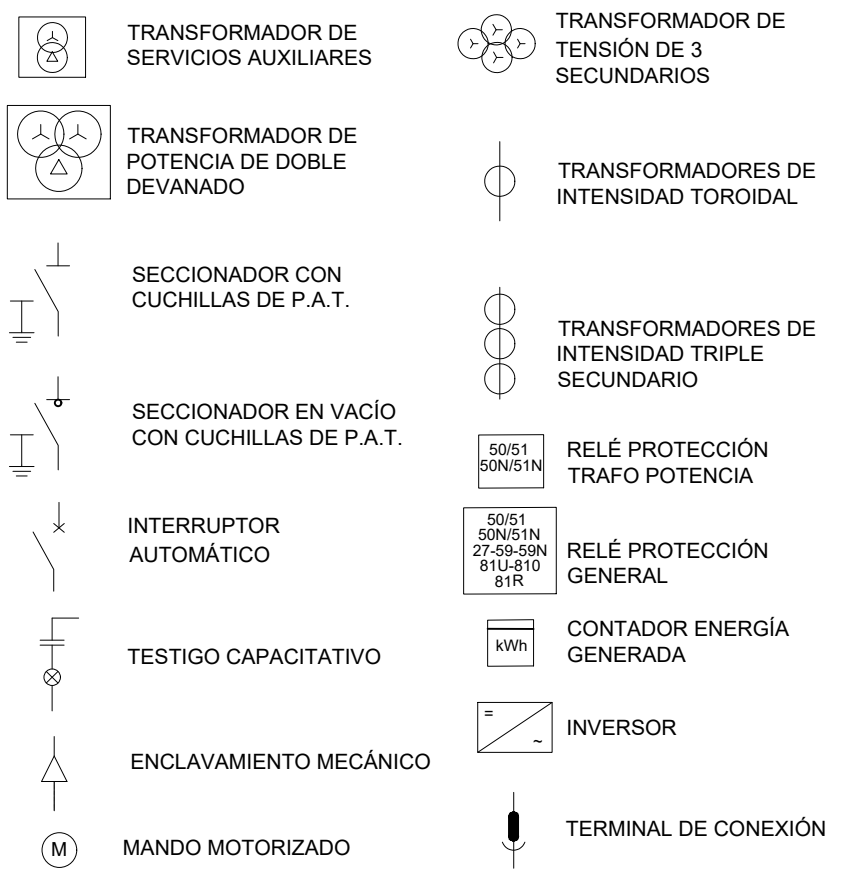 TRANSFORMADOR DE
SERVICIOS AUXILIARES
TRANSFORMADOR DE
POTENCIA DE DOBLE
DEVANADO
SECCIONADOR CON
CUCHILLAS DE P.A.T.
SECCIONADOR EN VACÍO
CON CUCHILLAS DE P.A.T.
INTERRUPTOR
AUTOMÁTICO
TESTIGO CAPACITATIVO
ENCLAVAMIENTO MECÁNICO
M
MANDO MOTORIZADO
TRANSFORMADOR DE
TENSIÓN DE 3
SECUNDARIOS
TRANSFORMADORES DE
INTENSIDAD TOROIDAL
TRANSFORMADORES DE
INTENSIDAD TRIPLE
SECUNDARIO
50/51
50N/51N
RELÉ PROTECCIÓN
TRAFO POTENCIA
50/51
50N/51N
27-59-59N
81U-810
81R
RELÉ PROTECCIÓN
GENERAL
kWh
CONTADOR ENERGÍA
GENERADA
=
~
INVERSOR
TERMINAL DE CONEXIÓN